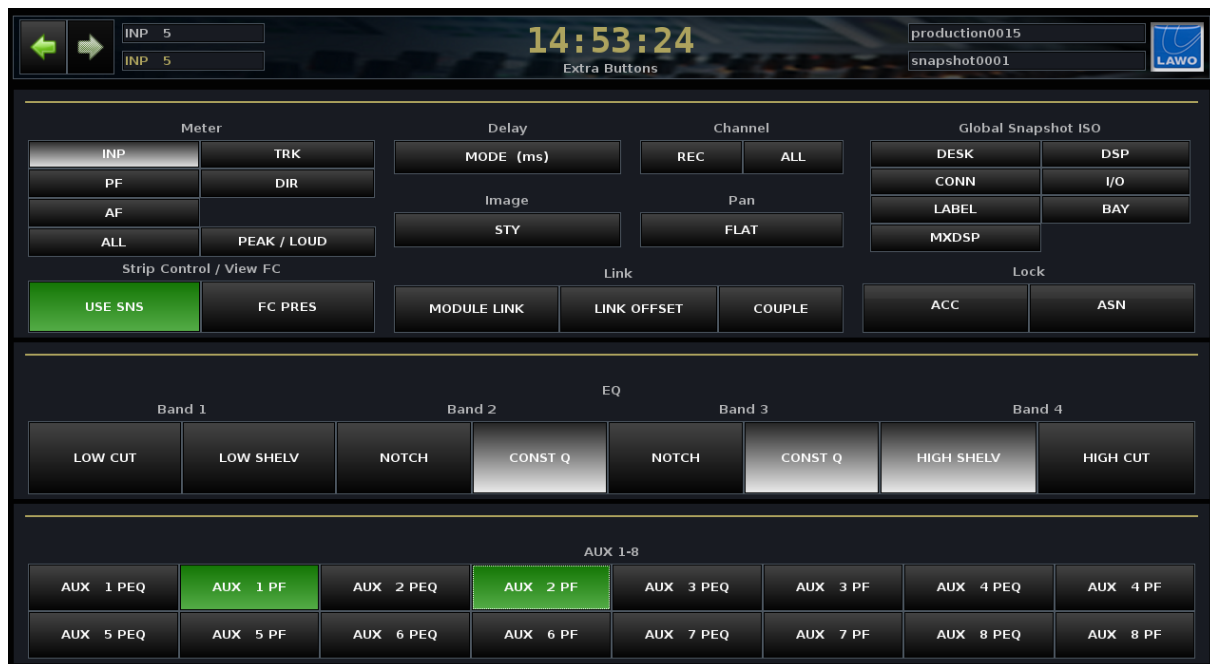 INP 5
INP 5
14:53:24
Extra Buttons
production0015
snapshot0001
LAWO
Meter
Delay
Channel
Global Snapshot ISO
INP
TRK
MODE (ms)
REC
ALL
DESK
DSP
PF
DIR
CONN
I/O
Image
Pan
AF
LABEL
BAY
STY
FLAT
ALL
PEAK / LOUD
MXDSP
Strip Control / View FC
Link
Lock
USE SNS
FC PRES
MODULE LINK
LINK OFFSET
COUPLE
ACC
ASN
EQ
Band 1
Band 2
Band 3
Band 4
LOW CUT
LOW SHELV
NOTCH
CONST Q
NOTCH
CONST Q
HIGH SHELV
HIGH CUT
AUX 1-8
AUX 1 PEQ
AUX 1 PF
AUX 2 PEQ
AUX 2 PF
AUX 3 PEQ
AUX 3 PF
AUX 4 PEQ
AUX 4 PF
AUX 5 PEQ
AUX 5 PF
AUX 6 PEQ
AUX 6 PF
AUX 7 PEQ
AUX 7 PF
AUX 8 PEQ
AUX 8 PF